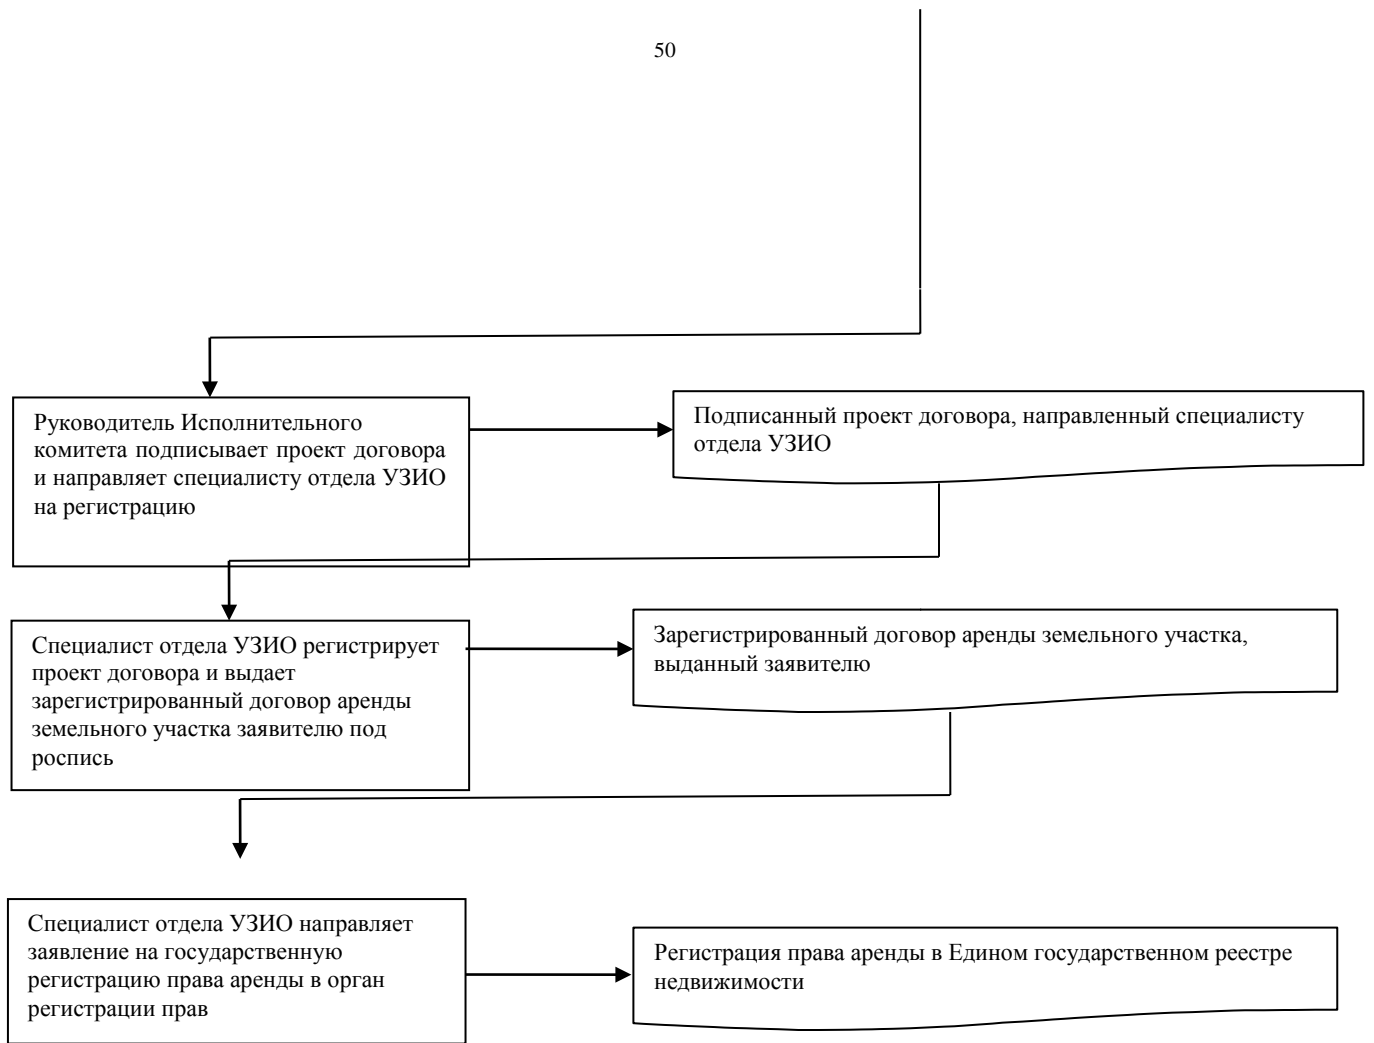 50
Руководитель Исполнительного
комитета подписывает проект договора
и направляет специалисту отдела УЗИО
на регистрацию
Подписанный проект договора, направленный специалисту
отдела УЗИО
Специалист отдела УЗИО регистрирует
проект договора и выдает
зарегистрированный договор аренды
земельного участка заявителю под
роспись
Зарегистрированный договор аренды земельного участка,
выданный заявителю
Специалист отдела УЗИО направляет
заявление на государственную
регистрацию права аренды в орган
регистрации прав
Регистрация права аренды в Едином государственном реестре
недвижимости